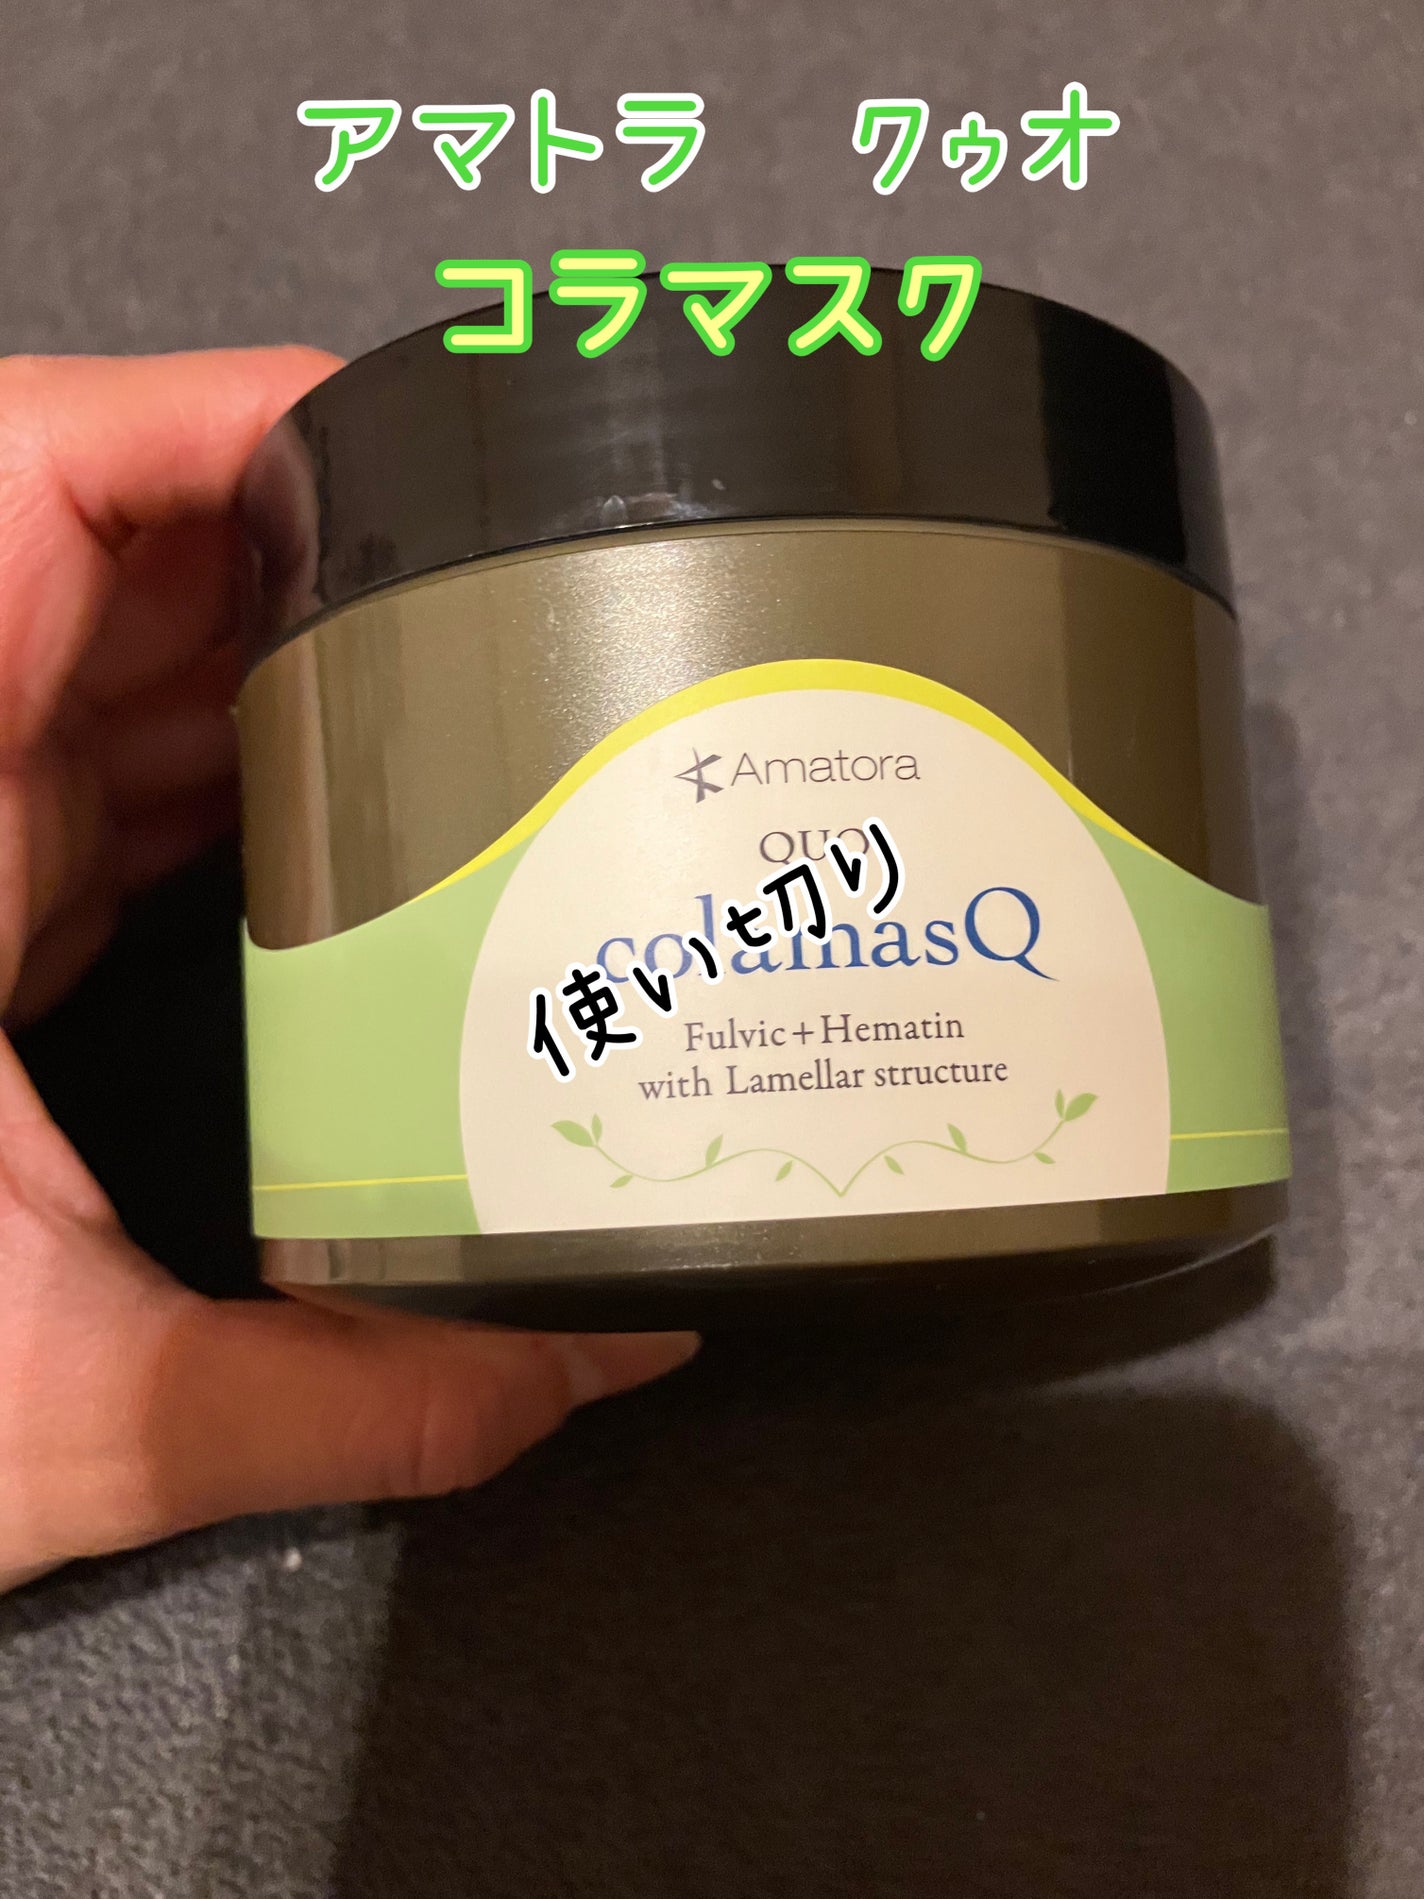 アマトラ　クゥオ
コラマスク
Amatora
QUO
colamasQ
使い切り
Fulvic+Hematin
with Lamellar structure